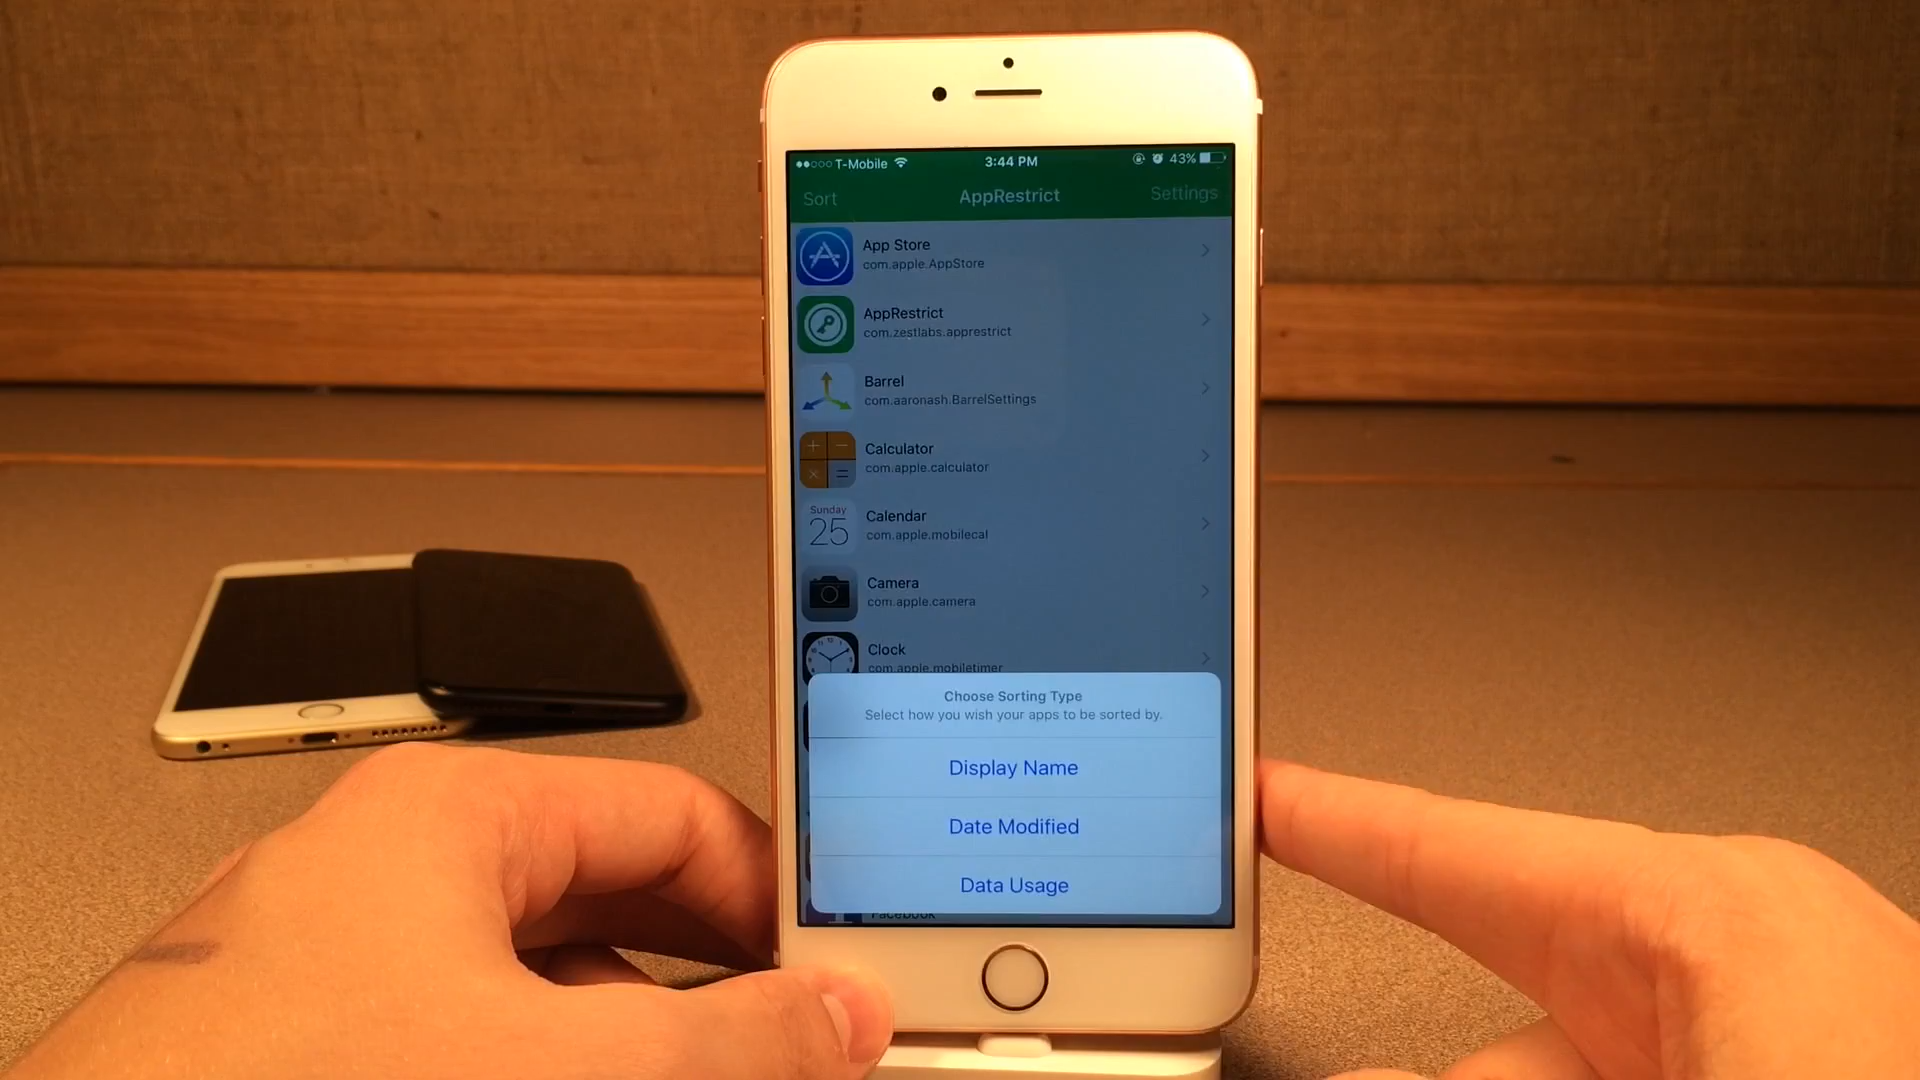 T-Mobile 3:44 PM 43%
Sort AppRestrict Settings
App Store
com.apple.AppStore
AppRestrict
com.zestlabs.apprestrict
Barrel
com.aaronash.BarrelSettings
Calculator
com.apple.calculator
Sunday
25
Calendar
com.apple.mobilecal
Camera
com.apple.camera
Clock
com.apple.mobiletimer
Choose Sorting Type
Select how you wish your apps to be sorted by.
Display Name
Date Modified
Data Usage
Facebook